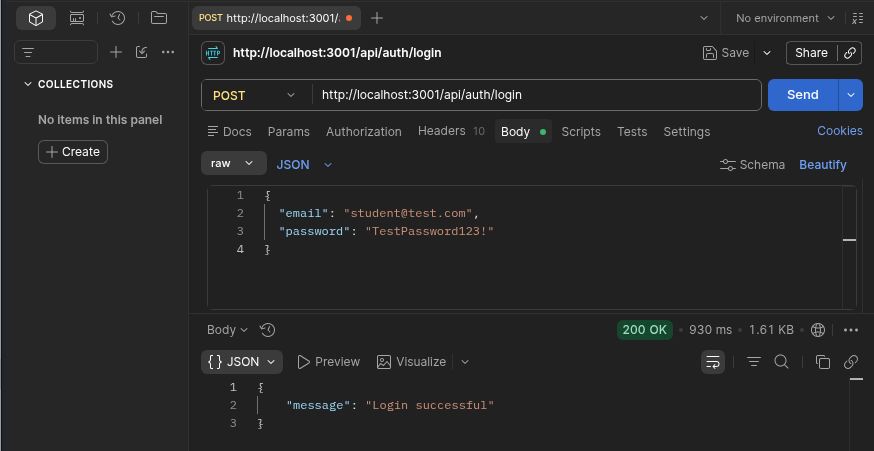 POST http://localhost:3001/.
No environment
http://localhost:3001/api/auth/login
Save
Share
COLLECTIONS
No items in this panel
Create
POST http://localhost:3001/api/auth/login
Send
Docs Params Authorization Headers 10 Body Scripts Tests Settings Cookies
raw JSON Schema Beautify
1 {
2 "email": "student@test.com",
3 "password": "TestPassword123!"
4 }
Body 200 OK • 930 ms • 1.61 KB
{} JSON Preview Visualize
1 {
2 "message": "Login successful"
3 }